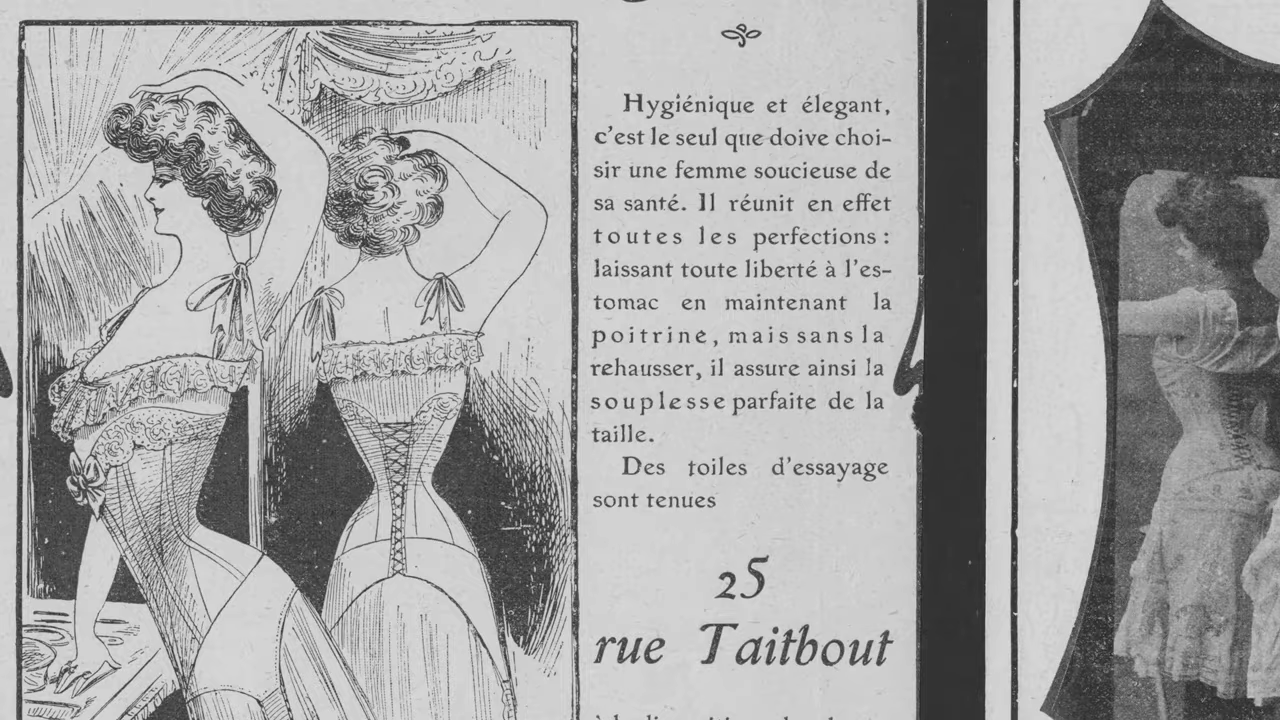 Hygiénique et élegant,
c'est le seul que doive choi-
sir une femme soucieuse de
sa santé. Il réunit en effet
toutes les perfections :
laissant toute liberté à l'es-
tomac en maintenant la
poitrine, mais sans la
rehausser, il assure ainsi la
souplesse parfaite de la
taille.
Des toiles d'essayage
sont tenues
25
rue Taitbout